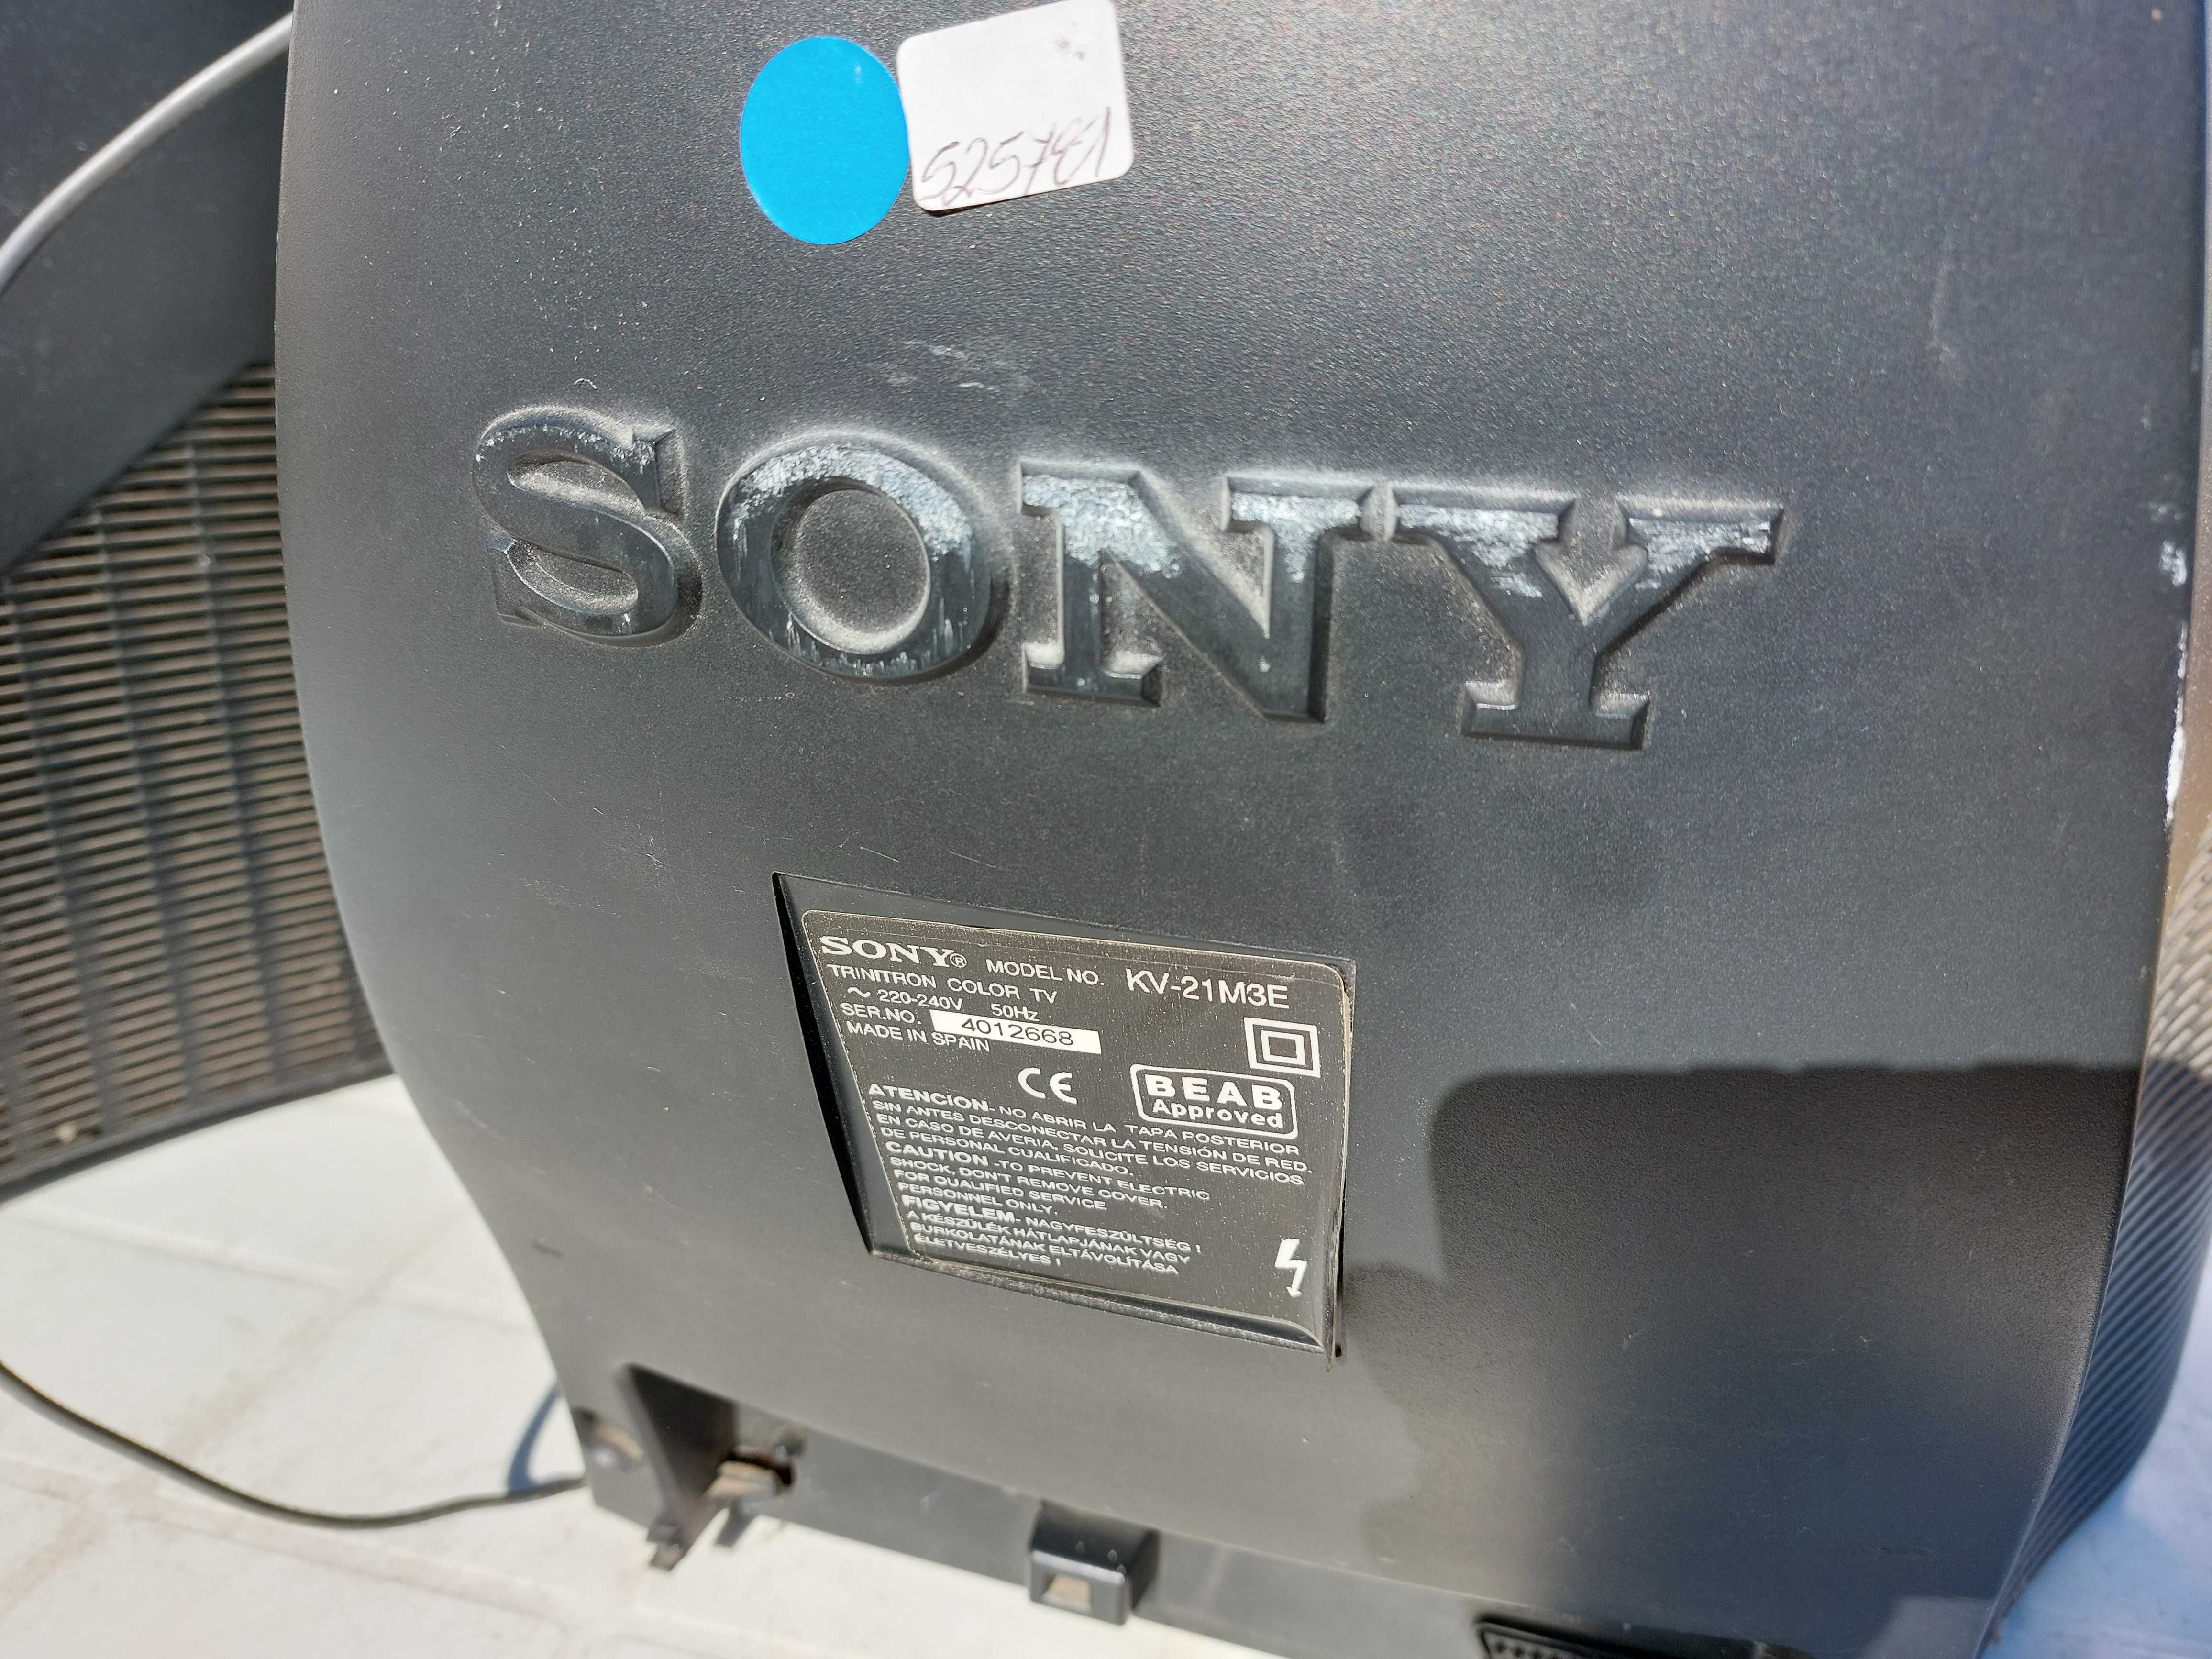 525781
SONY
SONY® MODEL NO. KV-21M3E
TRINITRON COLOR TV
~ 220-240V 50Hz
SER.NO. 4012668
MADE IN SPAIN
CE
BEAB
Approved
ATENCION- NO ABRIR LA TAPA POSTERIOR
SIN ANTES DESCONECTAR LA TENSIÓN DE RED.
EN CASO DE AVERIA, SOLICITE LOS SERVICIOS
DE PERSONAL CUALIFICADO.
CAUTION -TO PREVENT ELECTRIC
SHOCK, DON'T REMOVE COVER.
FOR QUALIFIED SERVICE
PERSONNEL ONLY.
FIGYELEM- NAGYFESZÜLTSÉG !
A KÉSZÜLÉK HÁTLAPJÁNAK VAGY
BURKOLATÁNAK ELTÁVOLÍTÁSA
ÉLETVESZÉLYES !